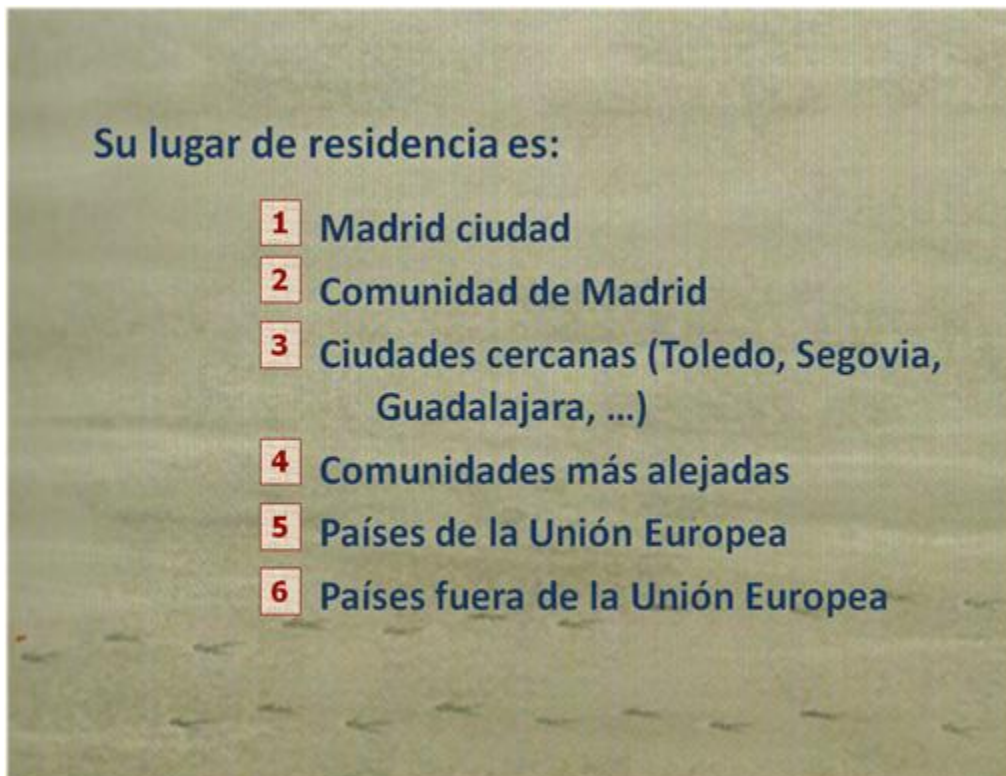 Su lugar de residencia es:
1 Madrid ciudad
2 Comunidad de Madrid
3 Ciudades cercanas (Toledo, Segovia,
Guadalajara, ...)
4 Comunidades más alejadas
5 Países de la Unión Europea
6 Países fuera de la Unión Europea